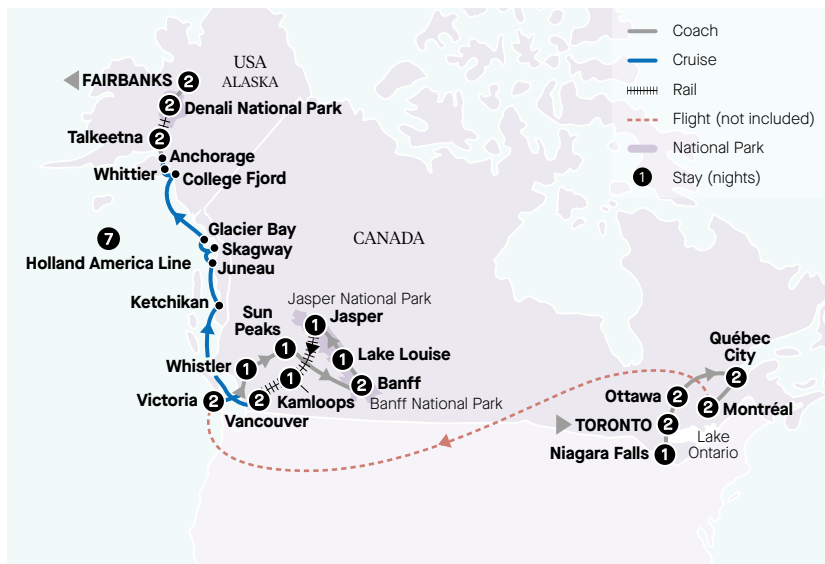 USA
ALASKA
FAIRBANKS 2
2 Denali National Park
Talkeetna 2
Anchorage
Whittier
College Fjord
7
Holland America Line
Glacier Bay
Skagway
Juneau
Ketchikan
CANADA
Jasper National Park
Sun
Peaks
1
1 Jasper
Whistler 1
1 Lake Louise
1 Kamloops
2 Banff
Banff National Park
Victoria 2
2
Vancouver
Québec
City
2
Ottawa 2
2 Montréal
TORONTO 2
Lake
Ontario
Niagara Falls 1
Coach
Cruise
Rail
Flight (not included)
National Park
1 Stay (nights)